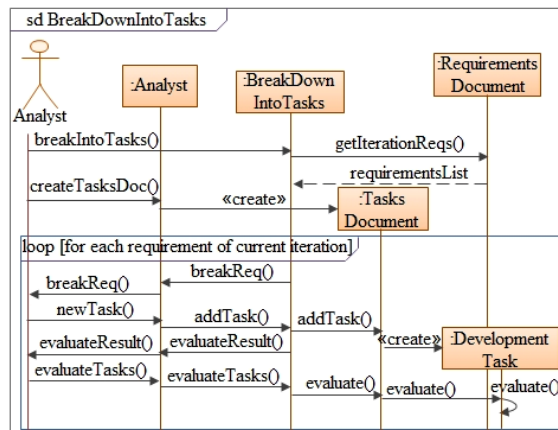 sd BreakDownIntoTasks
Analyst
:Analyst
:BreakDown
IntoTasks
:Requirements
Document
breakIntoTasks()
getIterationReqs()
requirementsList
createTasksDoc()
«create»
:Tasks
Document
loop [for each requirement of current iteration]
breakReq()
breakReq()
newTask()
addTask()
addTask()
«create»
:Development
Task
evaluateResult()
evaluateResult()
evaluateTasks()
evaluateTasks()
evaluate()
evaluate()
evaluate()